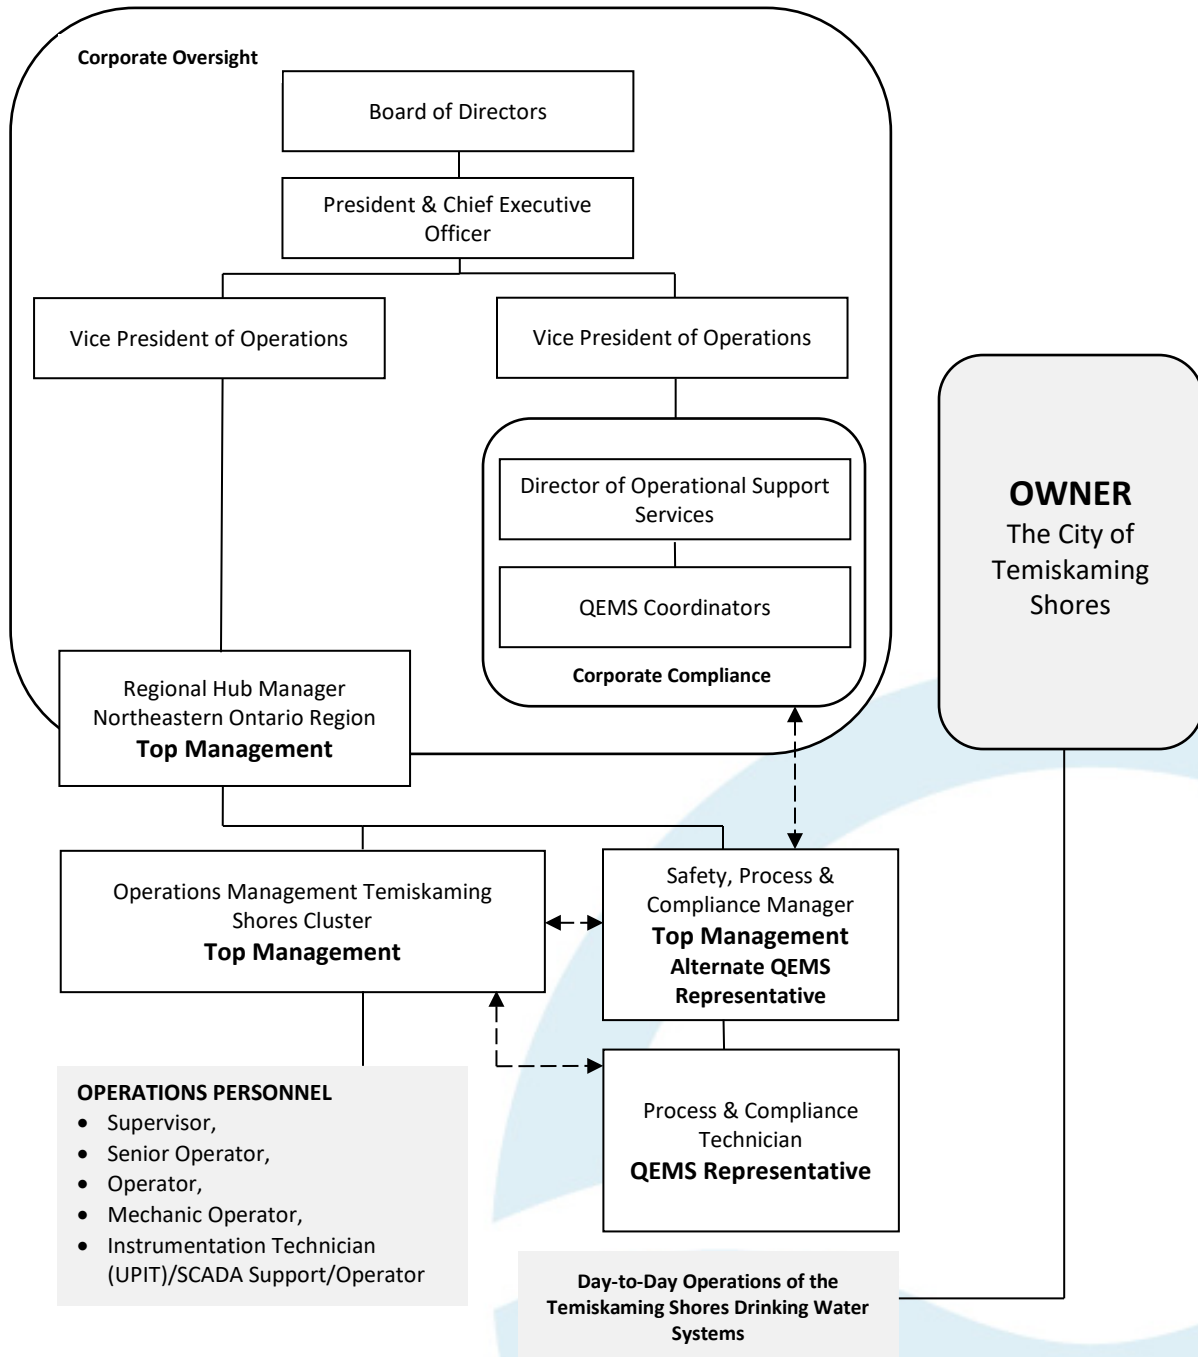 Corporate Oversight
Board of Directors
President & Chief Executive
Officer
Vice President of Operations
Vice President of Operations
Director of Operational Support
Services
QEMS Coordinators
Corporate Compliance
OWNER
The City of
Temiskaming
Shores
Regional Hub Manager
Northeastern Ontario Region
Top Management
Operations Management Temiskaming
Shores Cluster
Top Management
Safety, Process &
Compliance Manager
Top Management
Alternate QEMS
Representative
OPERATIONS PERSONNEL
• Supervisor,
• Senior Operator,
• Operator,
• Mechanic Operator,
• Instrumentation Technician
(UPIT)/SCADA Support/Operator
Process & Compliance
Technician
QEMS Representative
Day-to-Day Operations of the
Temiskaming Shores Drinking Water
Systems